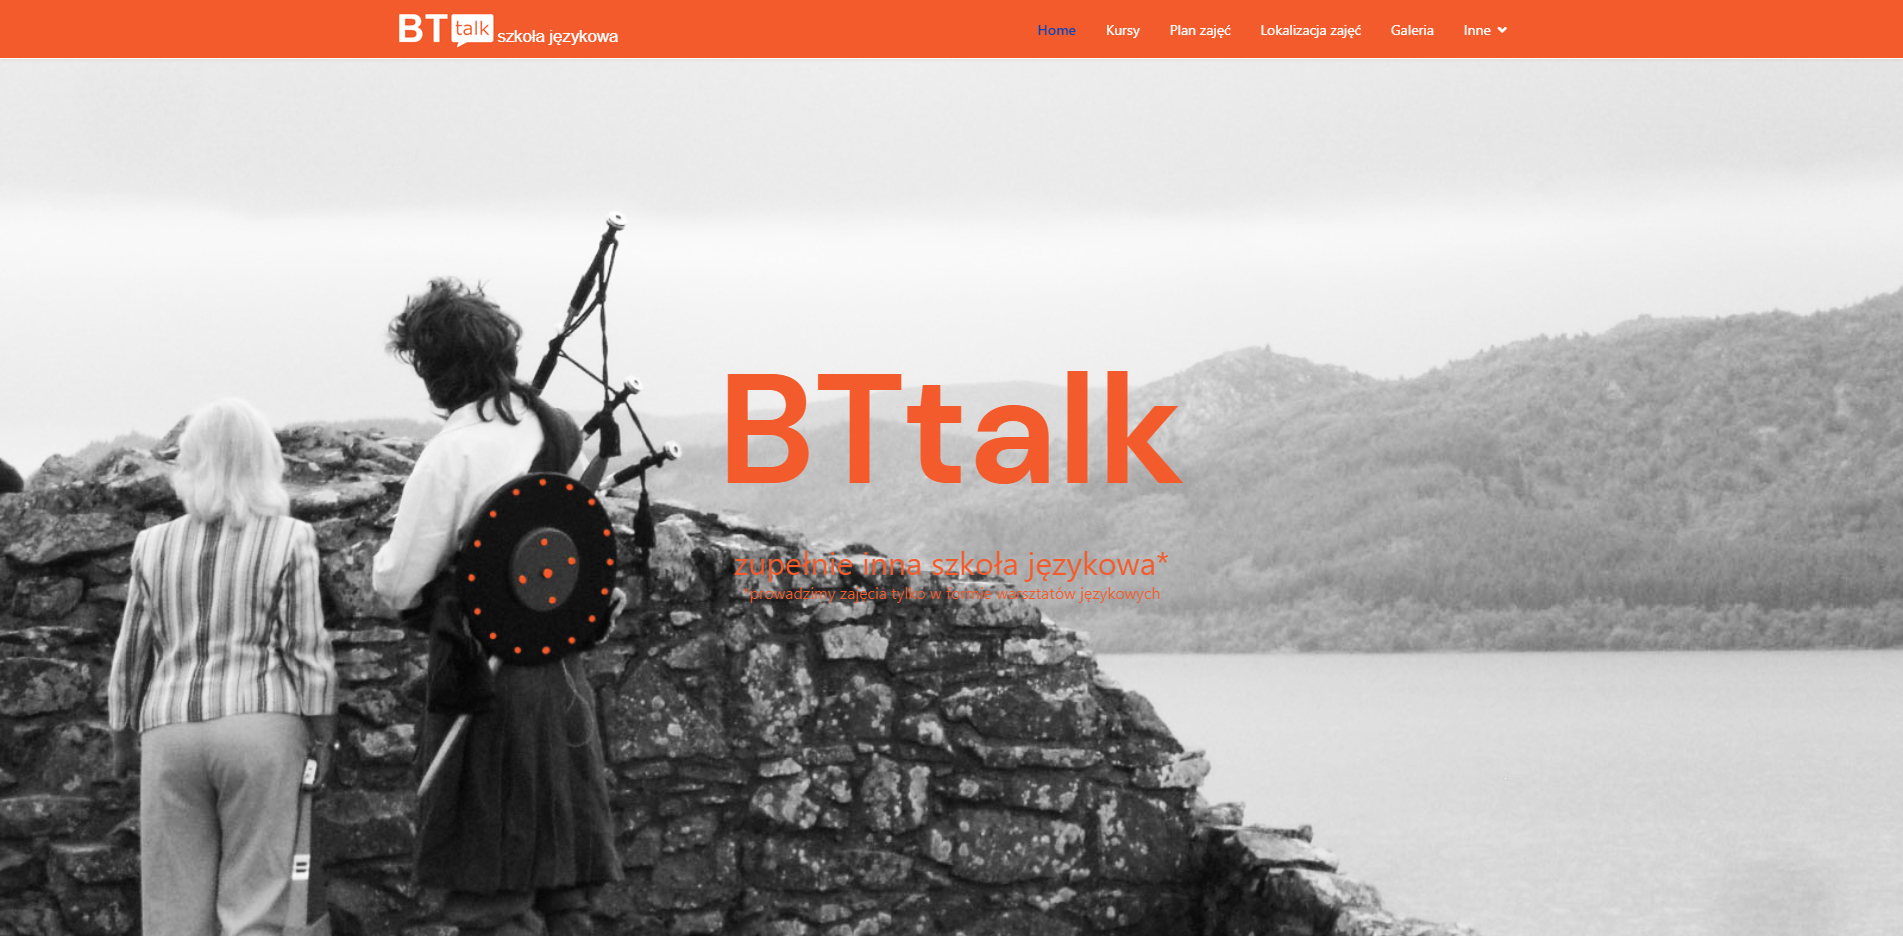 BT talk szkoła językowa
Home Kursy Plan zajęć Lokalizacja zajęć Galeria Inne
BTtalk
zupełnie inna szkoła językowa*
*prowadzimy zajęcia tylko w formie warsztatów językowych